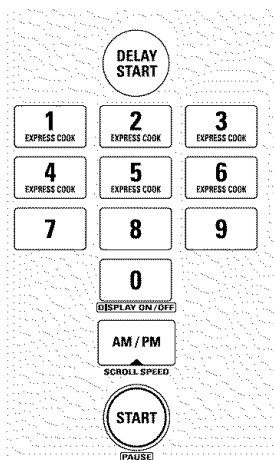 DELAY
START
1 2 3
EXPRESS COOK EXPRESS COOK EXPRESS COOK
4 5 6
EXPRESS COOK EXPRESS COOK EXPRESS COOK
7 8 9
0
DISPLAY ON/OFF
AM / PM
SCROLL SPEED
START
PAUSE